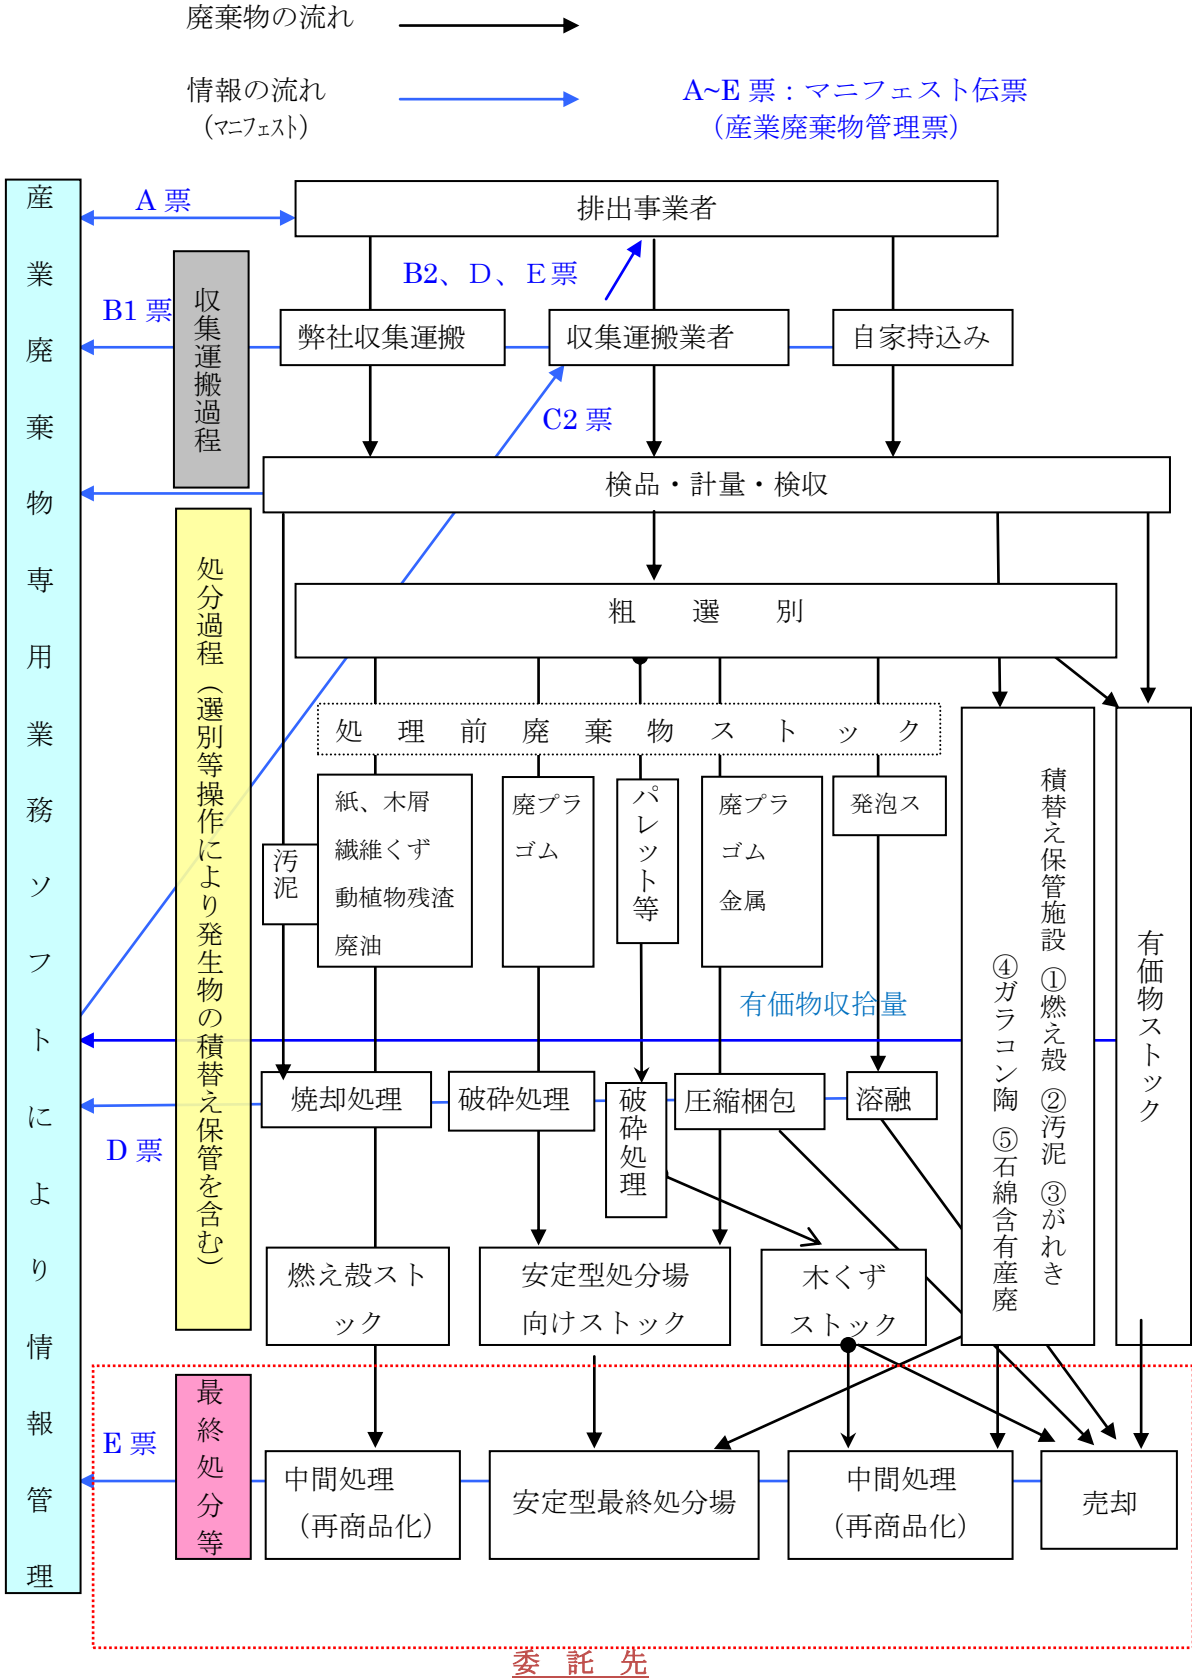 廃棄物の流れ
情報の流れ
（マニフェスト）
A~E 票：マニフェスト伝票
（産業廃棄物管理票）
産業廃棄物専用業務ソフトにより情報管理
A 票
排出事業者
B2、D、E票
B1 票
収集運搬過程
弊社収集運搬
収集運搬業者
自家持込み
C2 票
検品・計量・検収
処分過程（選別等操作により発生物の積替え保管を含む）
粗　選　別
処理前廃棄物ストック
汚泥
紙、木屑
繊維くず
動植物残渣
廃油
廃プラ
ゴム
パレット等
廃プラ
ゴム
金属
発泡ス
積替え保管施設 ①燃え殻 ②汚泥 ③がれき
④ガラコン陶 ⑤石綿含有産廃
有価物ストック
有価物収拾量
焼却処理
破砕処理
破砕処理
圧縮梱包
溶融
D 票
燃え殻スト
ック
安定型処分場
向けストック
木くず
ストック
最終処分等
E 票
中間処理
（再商品化）
安定型最終処分場
中間処理
（再商品化）
売却
委　託　先